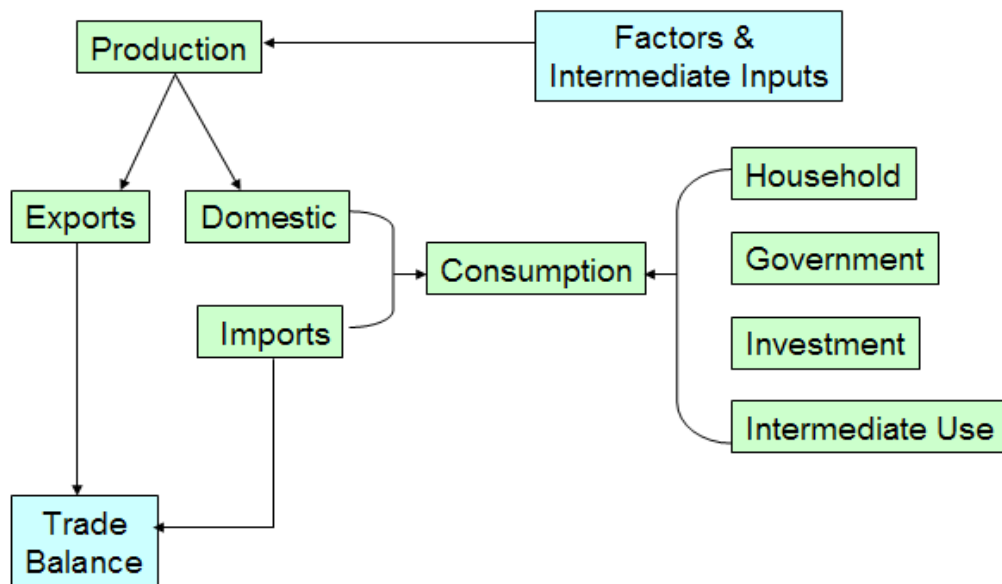 Production
Factors &
Intermediate Inputs
Exports
Domestic
Imports
Consumption
Household
Government
Investment
Intermediate Use
Trade
Balance